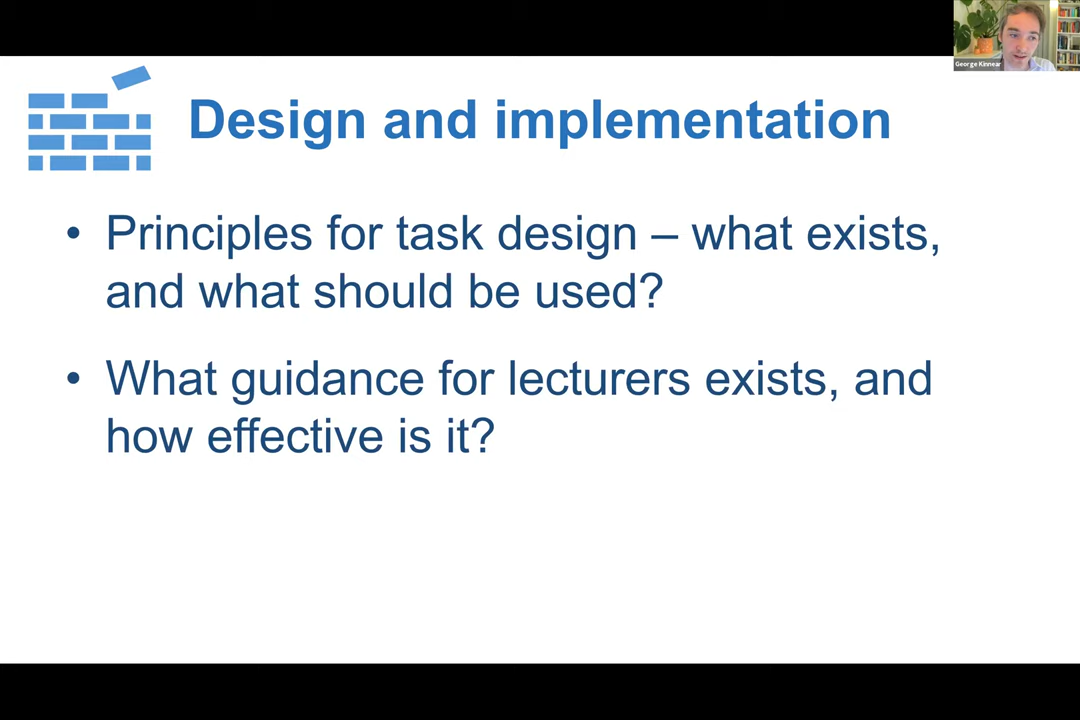 George Kinnear
Design and implementation
• Principles for task design – what exists,
and what should be used?
• What guidance for lecturers exists, and
how effective is it?